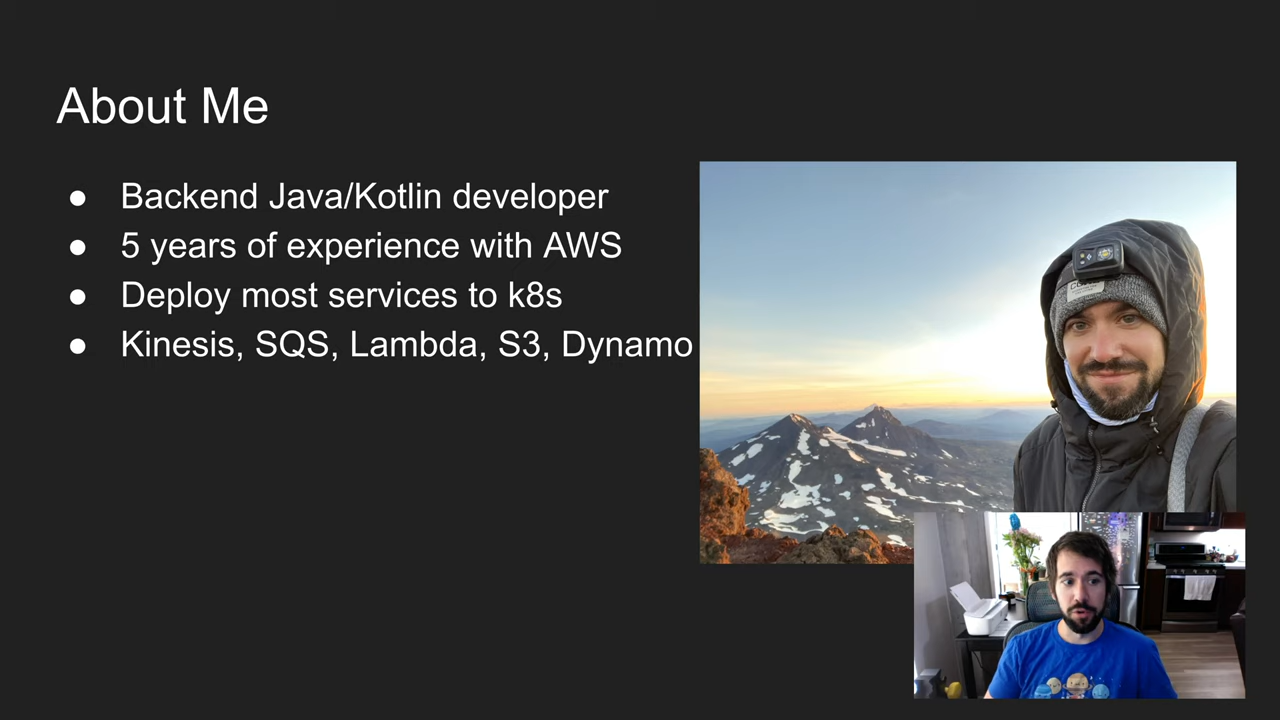 About Me
● Backend Java/Kotlin developer
● 5 years of experience with AWS
● Deploy most services to k8s
● Kinesis, SQS, Lambda, S3, Dynamo